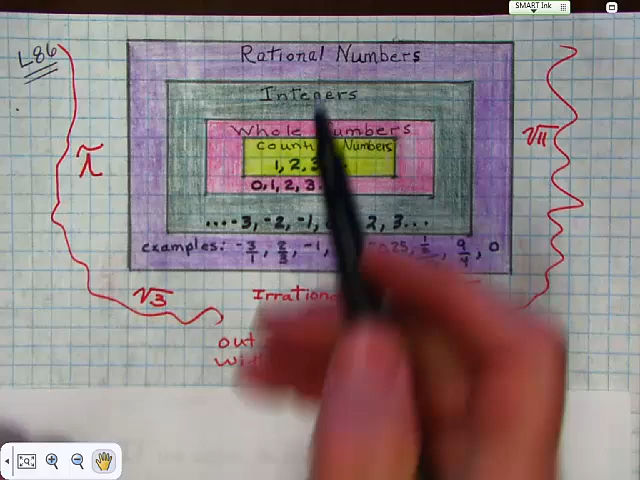 SMART Ink
L86
Rational Numbers
Integers
Whole Numbers
Counting Numbers
1, 2, 3
0, 1, 2, 3
...-3, -2, -1, 2, 3...
π
√11
examples: -3/1, 2/3, -1, .25, 9/4, 0
√3
out